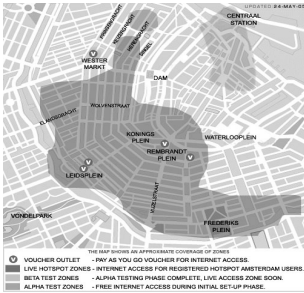 UPDATED 24-MAY-05
CENTRAAL
STATION
PRINSENGRACHT
KEIZERSGRACHT
HERENGRACHT
SINGEL
WESTER
MARKT
DAM
ELANDSGRACHT
WOLVENSTRAAT
KONINGS
PLEIN
WATERLOOPLEIN
REMBRANDT
PLEIN
LEIDSPLEIN
VIJZELSTRAAT
VONDELPARK
FREDERIKS
PLEIN
THE MAP SHOWS AN APPROXIMATE COVERAGE OF ZONES
V VOUCHER OUTLET - PAY AS YOU GO VOUCHER FOR INTERNET ACCESS.
LIVE HOTSPOT ZONES - INTERNET ACCESS FOR REGISTERED HOTSPOT AMSTERDAM USERS.
BETA TEST ZONES - ALPHA TESTING PHASE COMPLETE, LIVE ACCESS ZONE SOON.
ALPHA TEST ZONES - FREE INTERNET ACCESS DURING INITIAL SET-UP PHASE.